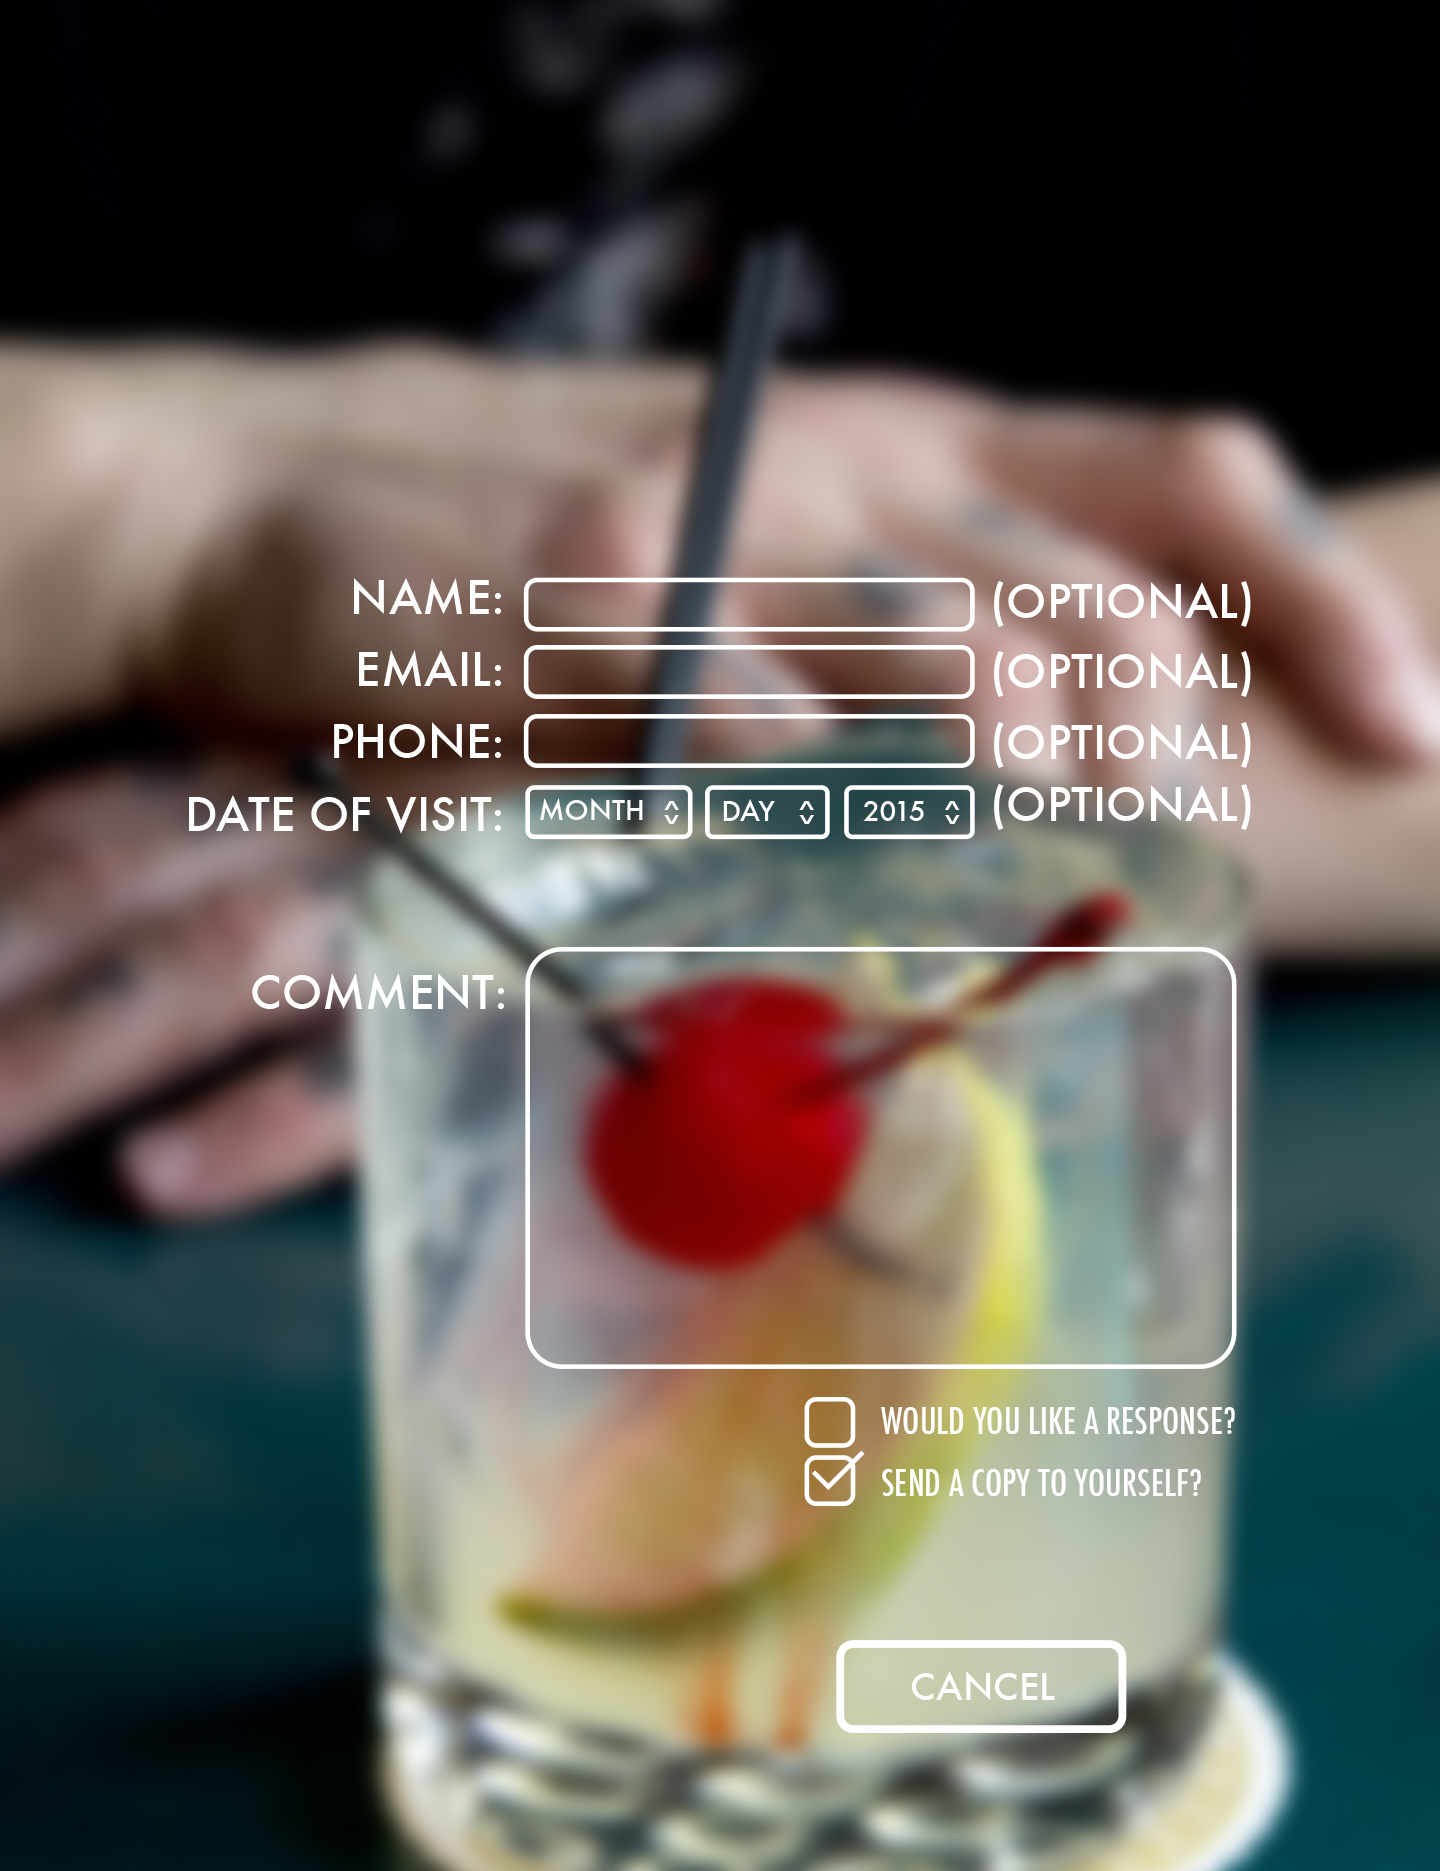 NAME: (OPTIONAL)
EMAIL: (OPTIONAL)
PHONE: (OPTIONAL)
DATE OF VISIT: MONTH DAY 2015 (OPTIONAL)
COMMENT:
WOULD YOU LIKE A RESPONSE?
SEND A COPY TO YOURSELF?
CANCEL